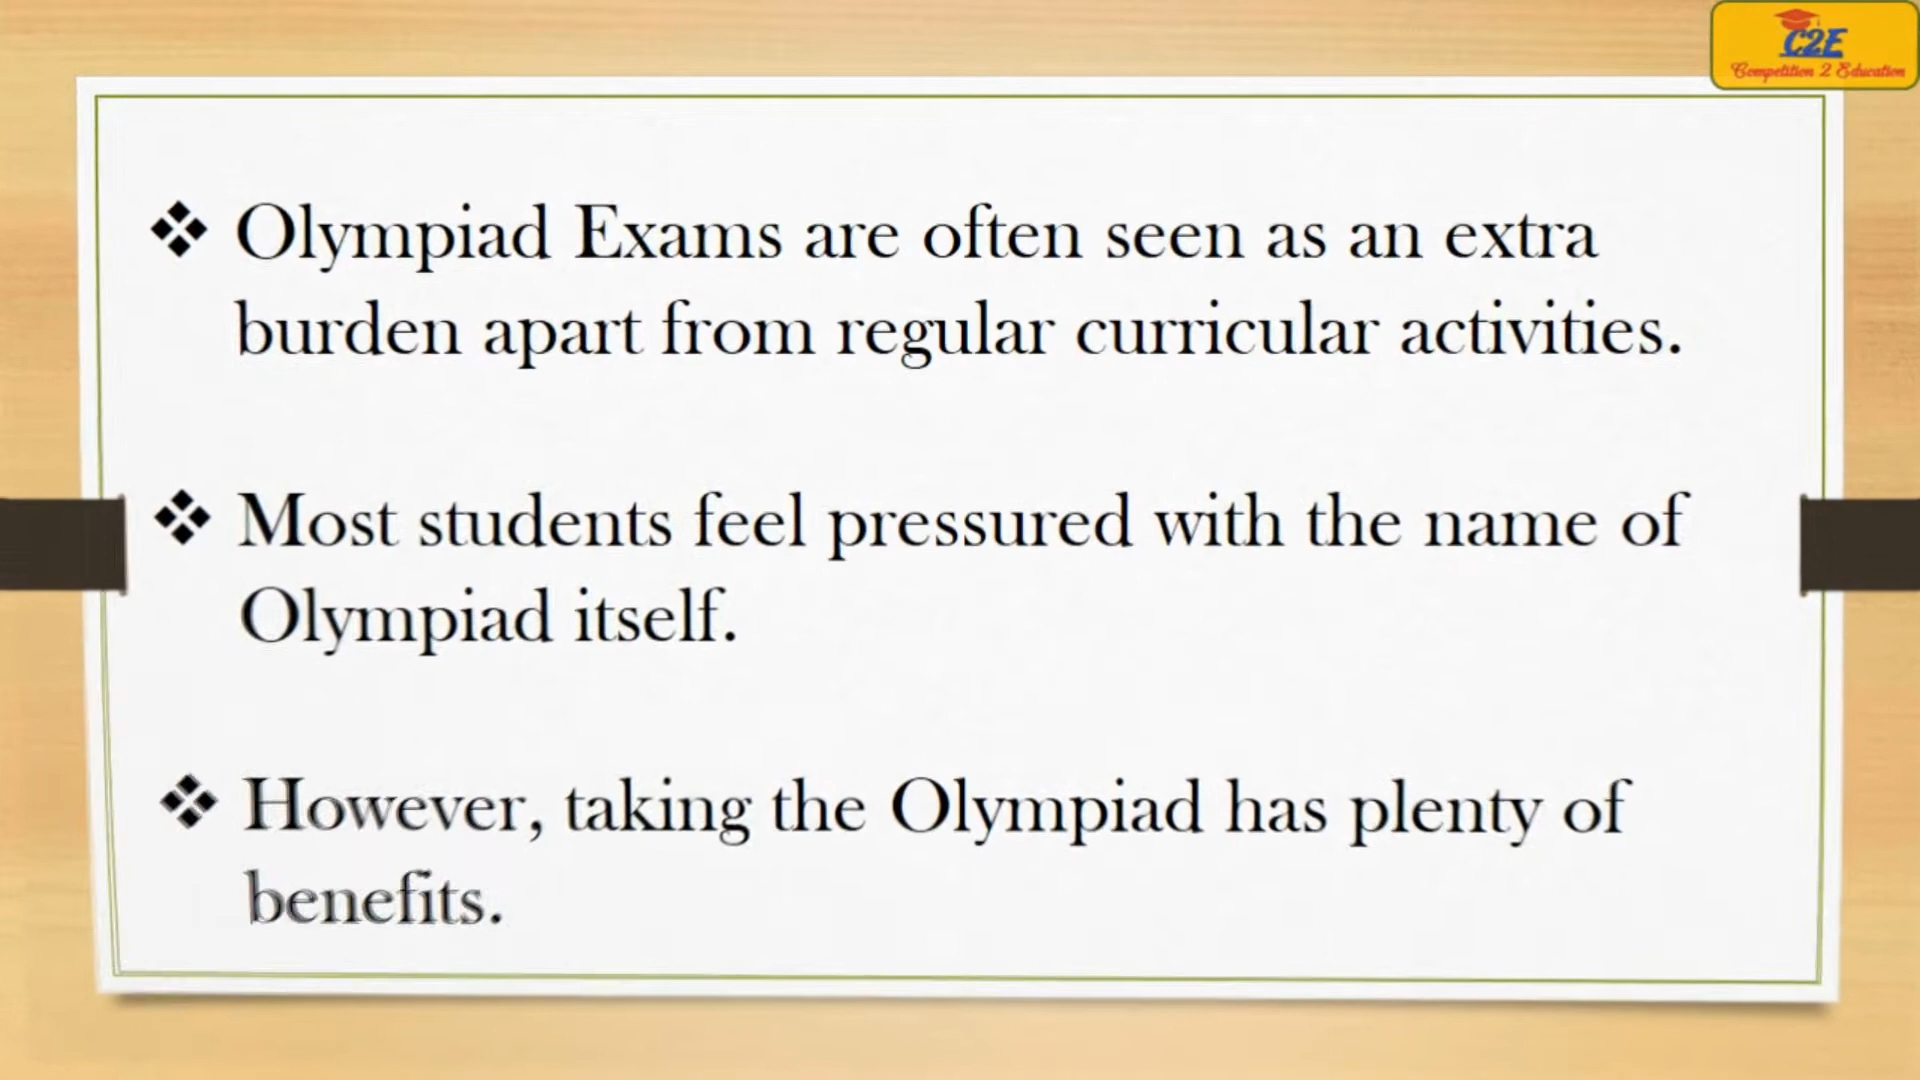 C2E
Competition 2 Education
❖ Olympiad Exams are often seen as an extra
burden apart from regular curricular activities.
❖ Most students feel pressured with the name of
Olympiad itself.
❖ However, taking the Olympiad has plenty of
benefits.